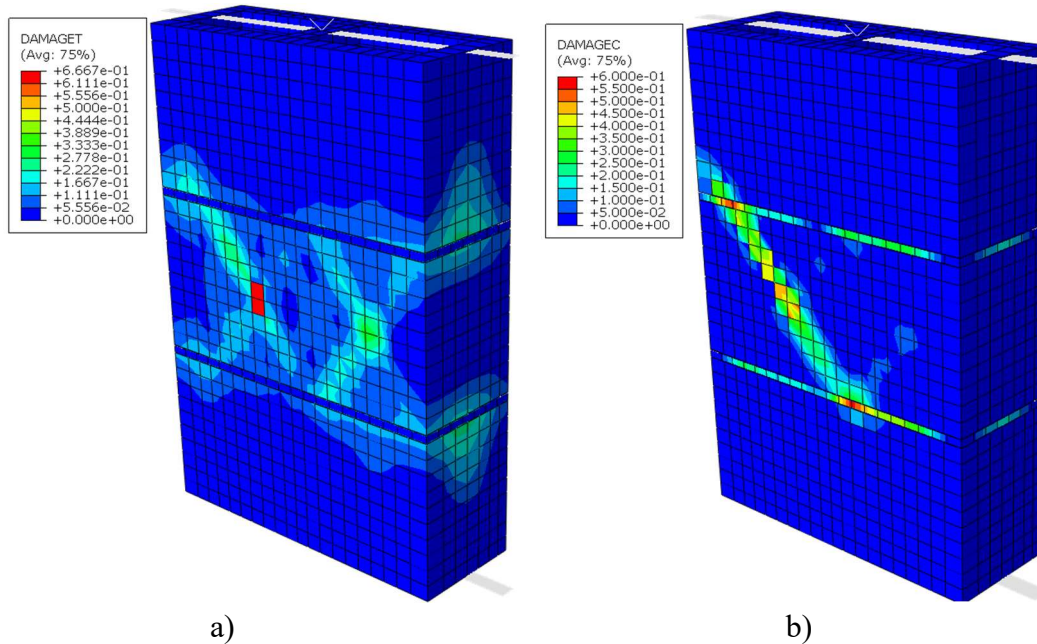 DAMAGET
(Avg: 75%)
+6.667e-01
+6.111e-01
+5.556e-01
+5.000e-01
+4.444e-01
+3.889e-01
+3.333e-01
+2.778e-01
+2.222e-01
+1.667e-01
+1.111e-01
+5.556e-02
+0.000e+00
DAMAGEC
(Avg: 75%)
+6.000e-01
+5.500e-01
+5.000e-01
+4.500e-01
+4.000e-01
+3.500e-01
+3.000e-01
+2.500e-01
+2.000e-01
+1.500e-01
+1.000e-01
+5.000e-02
+0.000e+00
a)
b)